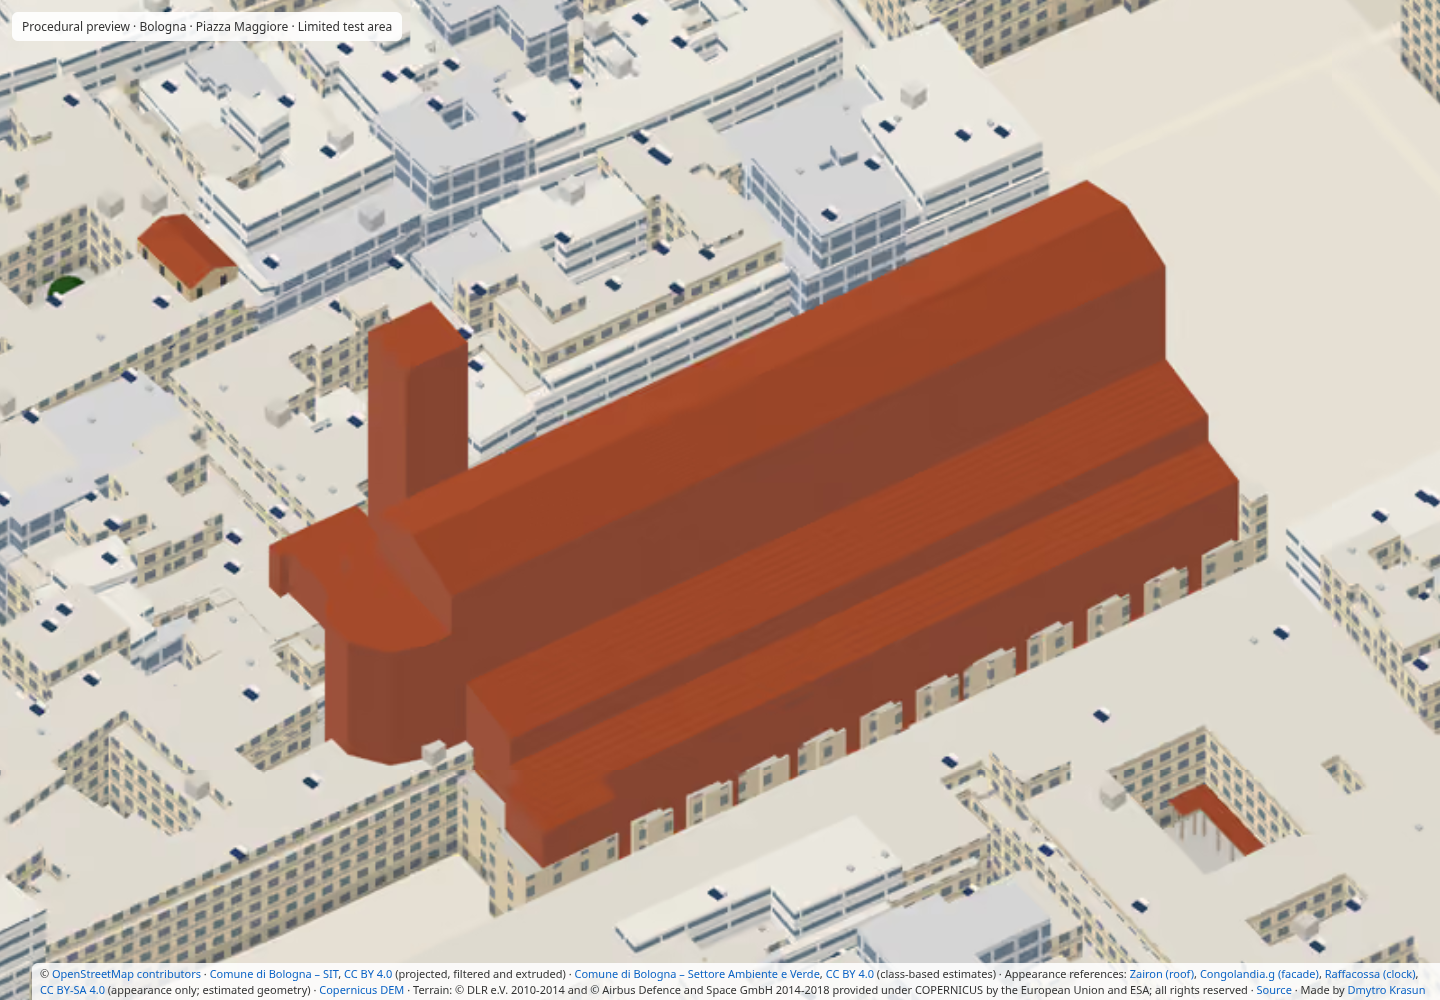 Procedural preview · Bologna · Piazza Maggiore · Limited test area
© OpenStreetMap contributors · Comune di Bologna – SIT, CC BY 4.0 (projected, filtered and extruded) · Comune di Bologna – Settore Ambiente e Verde, CC BY 4.0 (class-based estimates) · Appearance references: Zairon (roof), Congolandia.g (facade), Raffacossa (clock),
CC BY-SA 4.0 (appearance only; estimated geometry) · Copernicus DEM · Terrain: © DLR e.V. 2010-2014 and © Airbus Defence and Space GmbH 2014-2018 provided under COPERNICUS by the European Union and ESA; all rights reserved · Source · Made by Dmytro Krasun